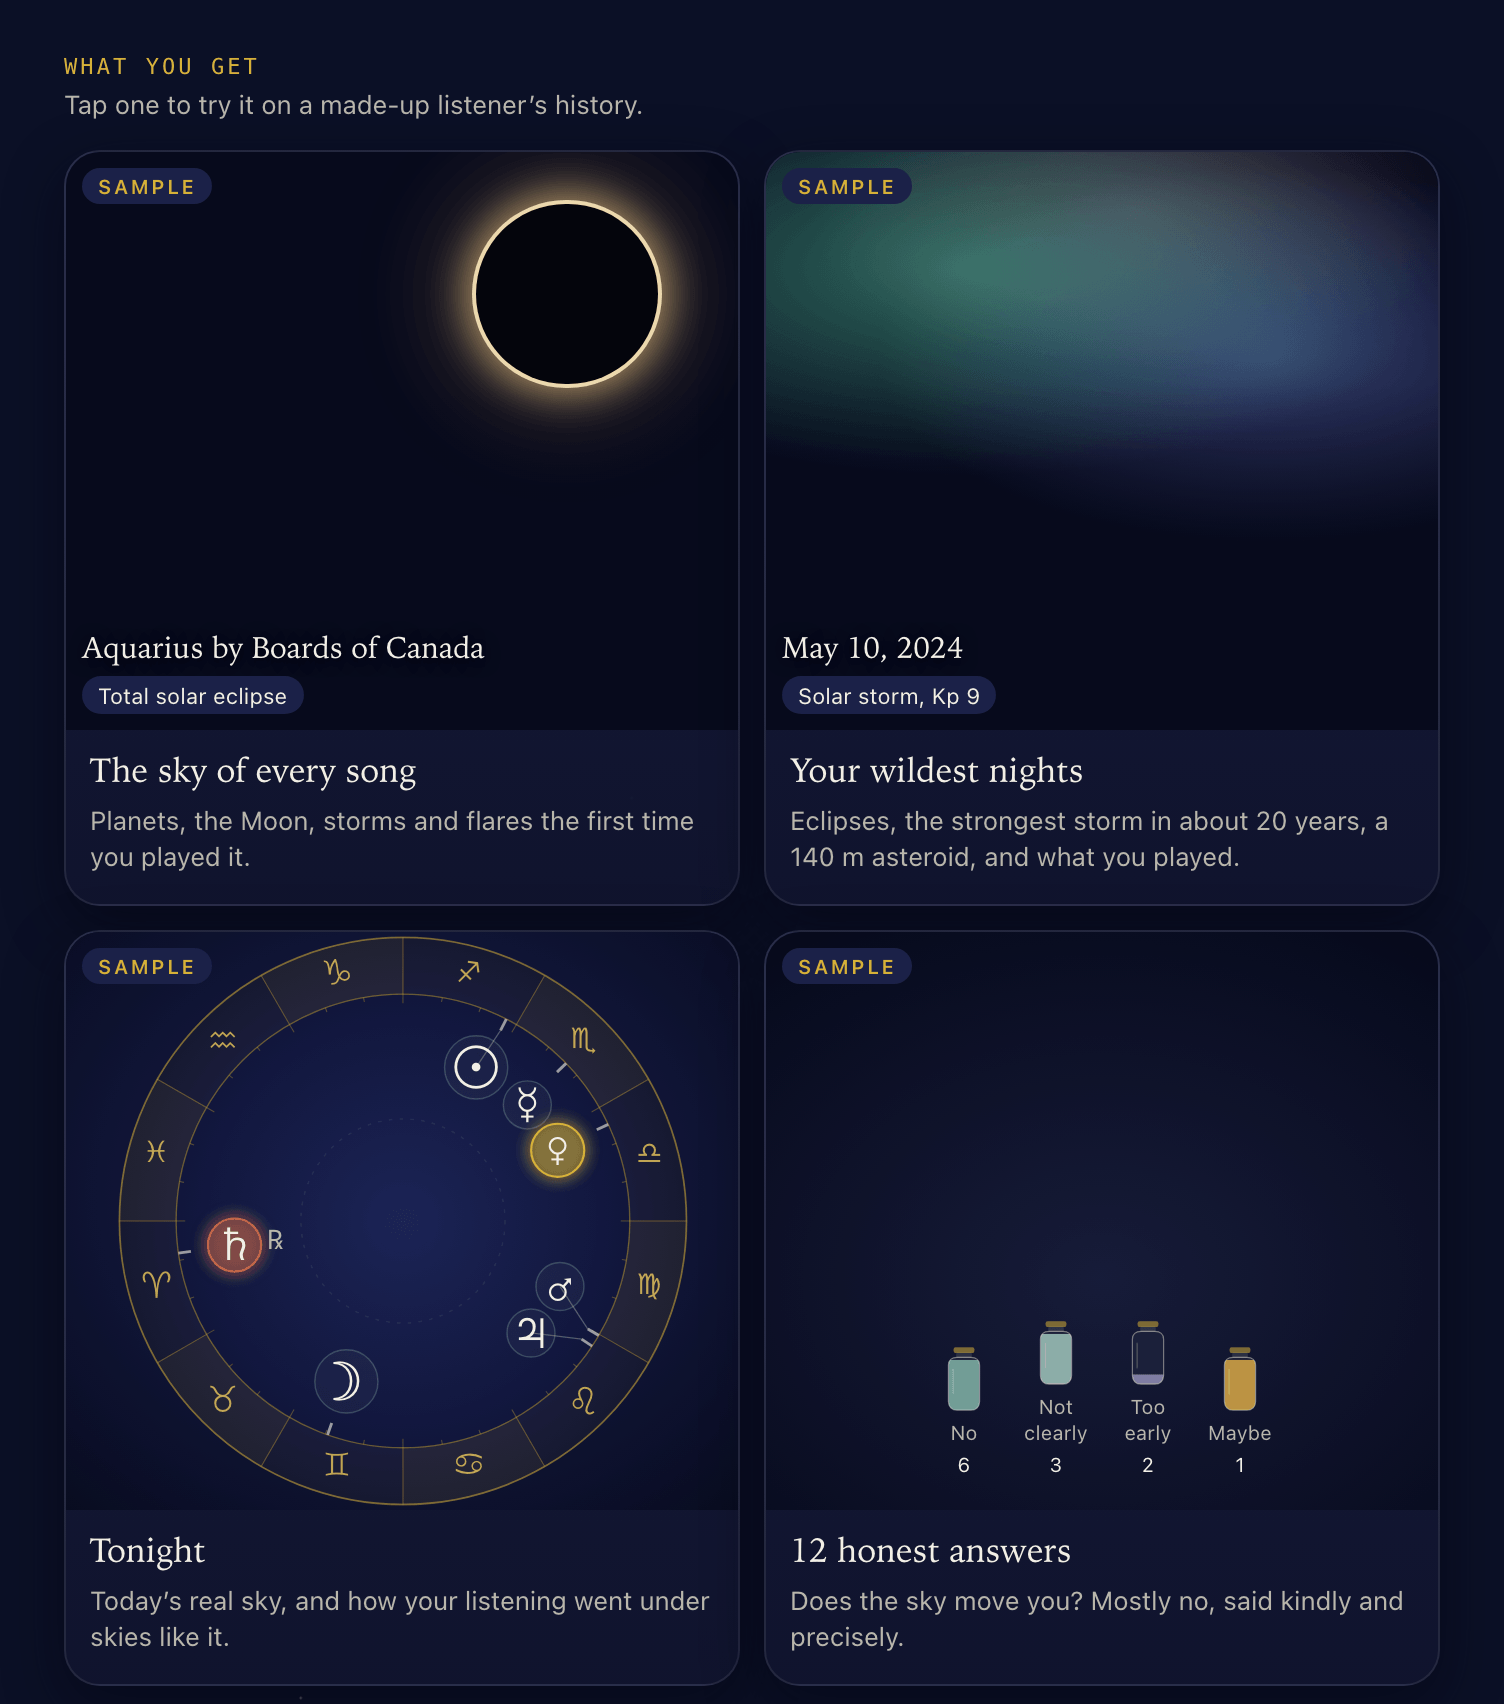 WHAT YOU GET
Tap one to try it on a made-up listener’s history.
SAMPLE
Aquarius by Boards of Canada
Total solar eclipse
The sky of every song
Planets, the Moon, storms and flares the first time
you played it.
SAMPLE
May 10, 2024
Solar storm, Kp 9
Your wildest nights
Eclipses, the strongest storm in about 20 years, a
140 m asteroid, and what you played.
SAMPLE
♑ ♐
♒ ♏
☉
☿
♓ ♀ ♎
♄ ℞
♈ ♂ ♍
♃
☽
♉ ♌
♊ ♋
Tonight
Today’s real sky, and how your listening went under
skies like it.
SAMPLE
No
6
Not
clearly
3
Too
early
2
Maybe
1
12 honest answers
Does the sky move you? Mostly no, said kindly and
precisely.